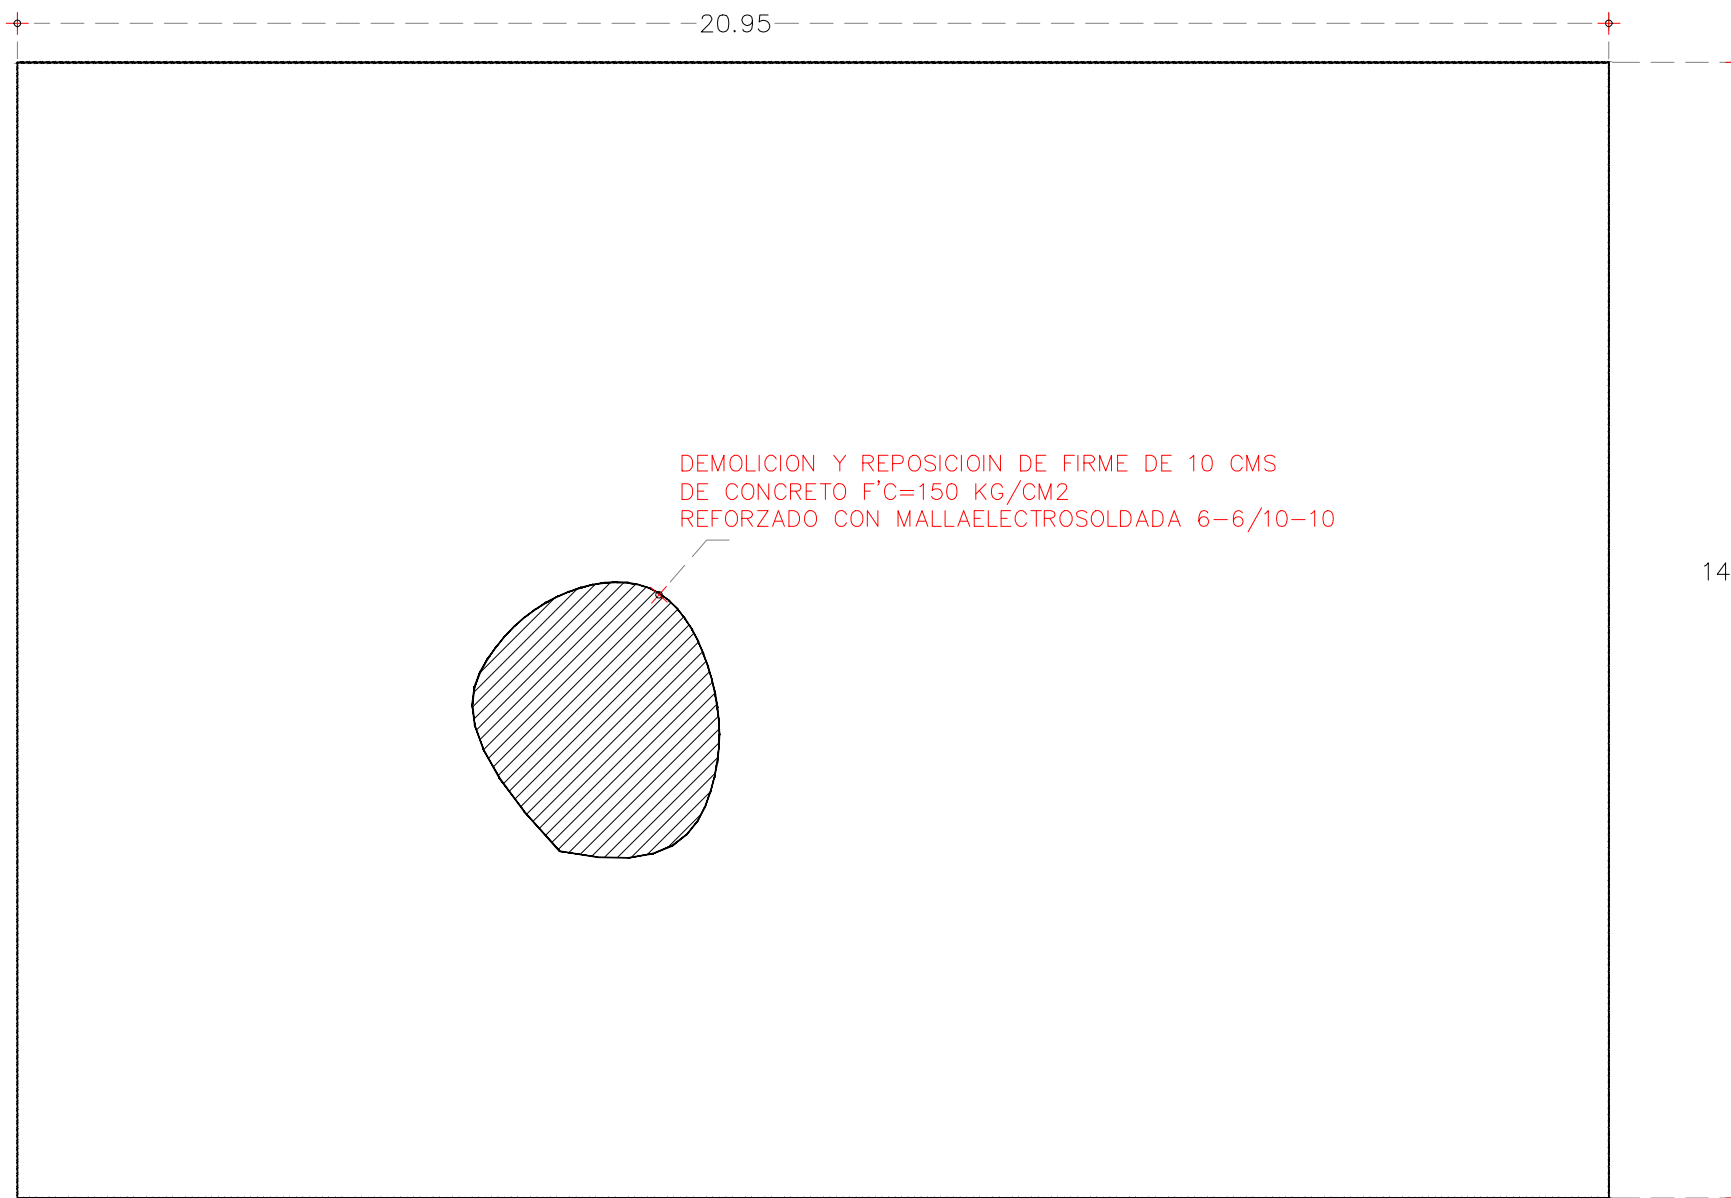 20.95
DEMOLICION Y REPOSICIOIN DE FIRME DE 10 CMS
DE CONCRETO F'C=150 KG/CM2
REFORZADO CON MALLAELECTROSOLDADA 6-6/10-10
14